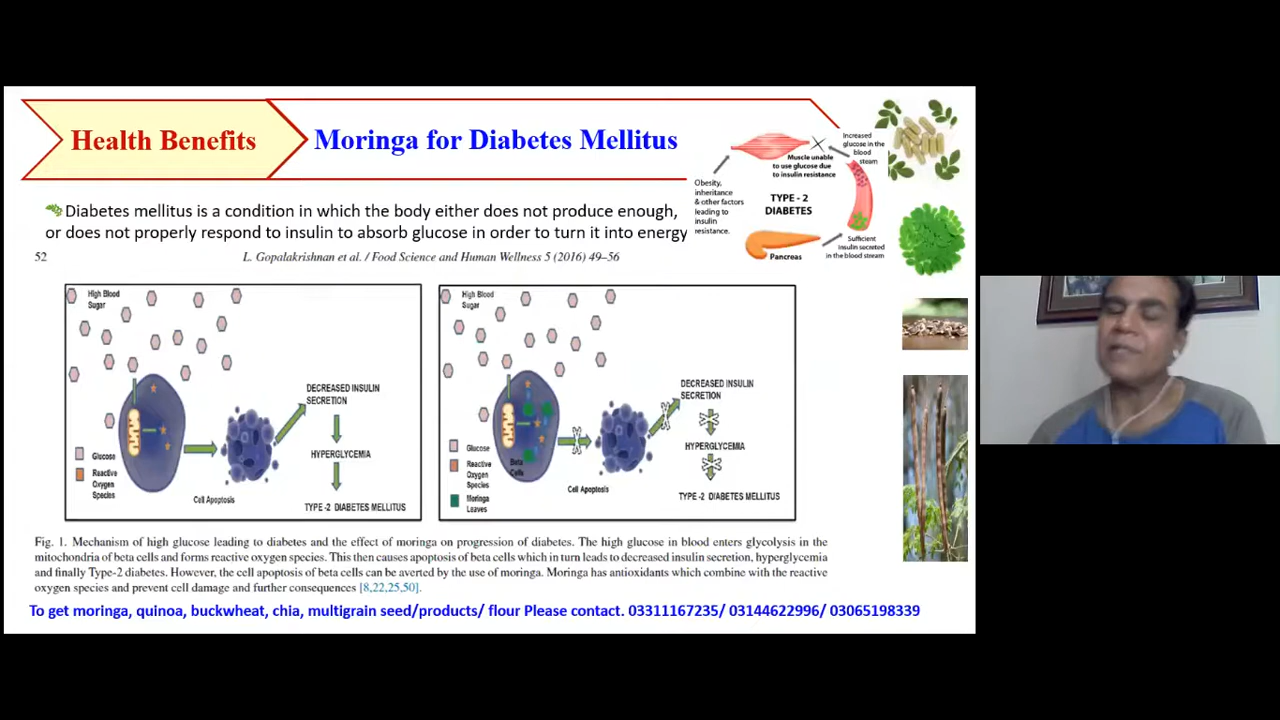 Health Benefits
Moringa for Diabetes Mellitus
Increased
glucose in the
blood
steam
Muscle unable
to use glucose due
to insulin resistance
Obesity,
inheritance
& other factors
leading to
insulin
resistance.
TYPE - 2
DIABETES
Sufficient
Insulin secreted
in the blood stream
Pancreas
Diabetes mellitus is a condition in which the body either does not produce enough,
or does not properly respond to insulin to absorb glucose in order to turn it into energy
52
L. Gopalakrishnan et al. / Food Science and Human Wellness 5 (2016) 49–56
High Blood
Sugar
DECREASED INSULIN
SECRETION
HYPERGLYCEMIA
TYPE -2 DIABETES MELLITUS
Glucose
Reactive
Oxygen
Species
Cell Apoptosis
High Blood
Sugar
DECREASED INSULIN
SECRETION
HYPERGLYCEMIA
TYPE -2 DIABETES MELLITUS
Beta
Cells
Glucose
Reactive
Oxygen
Species
Moringa
Leaves
Cell Apoptosis
Fig. 1. Mechanism of high glucose leading to diabetes and the effect of moringa on progression of diabetes. The high glucose in blood enters glycolysis in the
mitochondria of beta cells and forms reactive oxygen species. This then causes apoptosis of beta cells which in turn leads to decreased insulin secretion, hyperglycemia
and finally Type-2 diabetes. However, the cell apoptosis of beta cells can be averted by the use of moringa. Moringa has antioxidants which combine with the reactive
oxygen species and prevent cell damage and further consequences [8,22,25,50].
To get moringa, quinoa, buckwheat, chia, multigrain seed/products/ flour Please contact. 03311167235/ 03144622996/ 03065198339